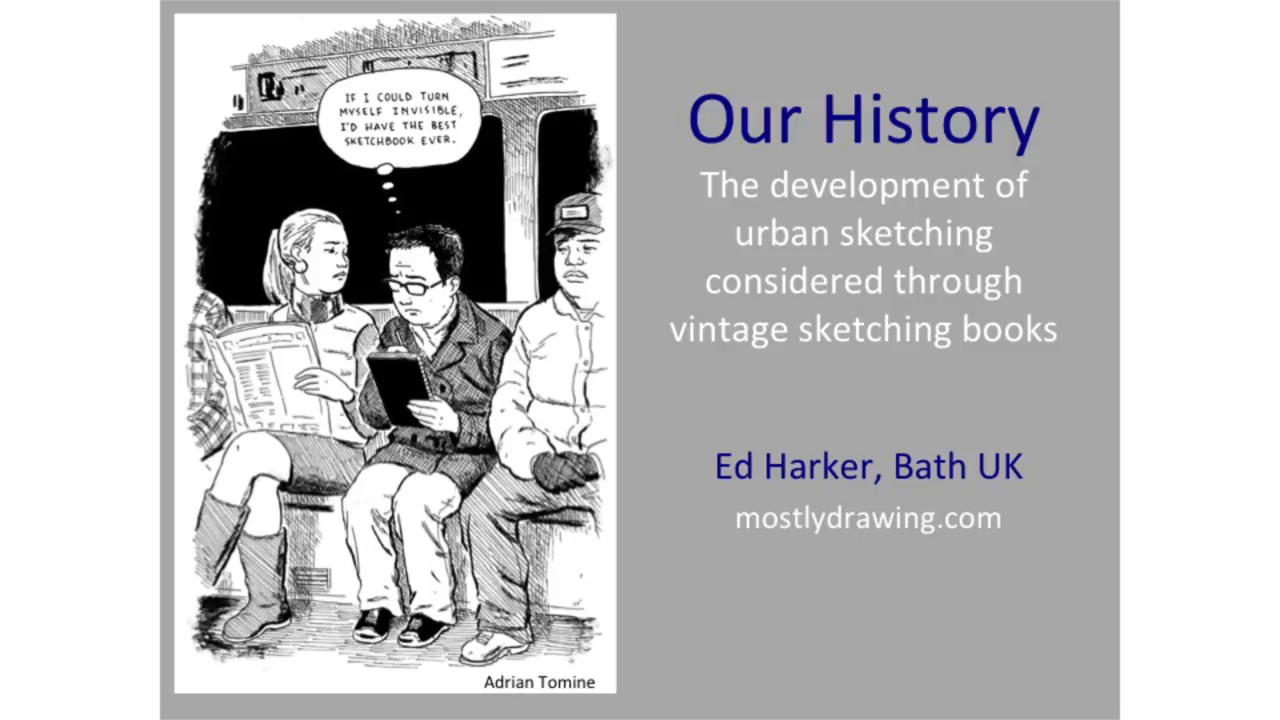 IF I COULD TURN
MYSELF INVISIBLE,
I'D HAVE THE BEST
SKETCHBOOK EVER.
Adrian Tomine
Our History
The development of
urban sketching
considered through
vintage sketching books
Ed Harker, Bath UK
mostlydrawing.com